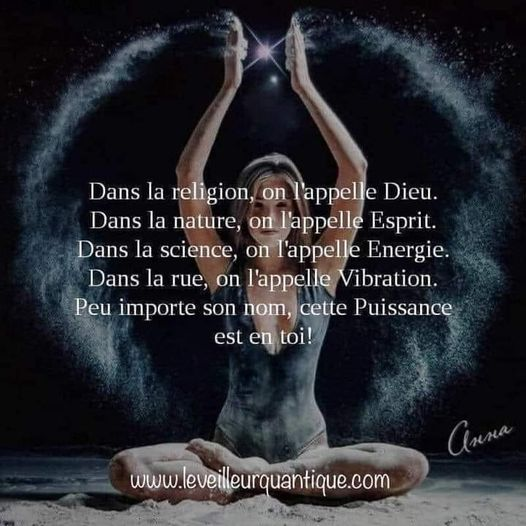 Dans la religion, on l'appelle Dieu.
Dans la nature, on l'appelle Esprit.
Dans la science, on l'appelle Energie.
Dans la rue, on l'appelle Vibration.
Peu importe son nom, cette Puissance
est en toi!
Anna
www.leveilleurquantique.com